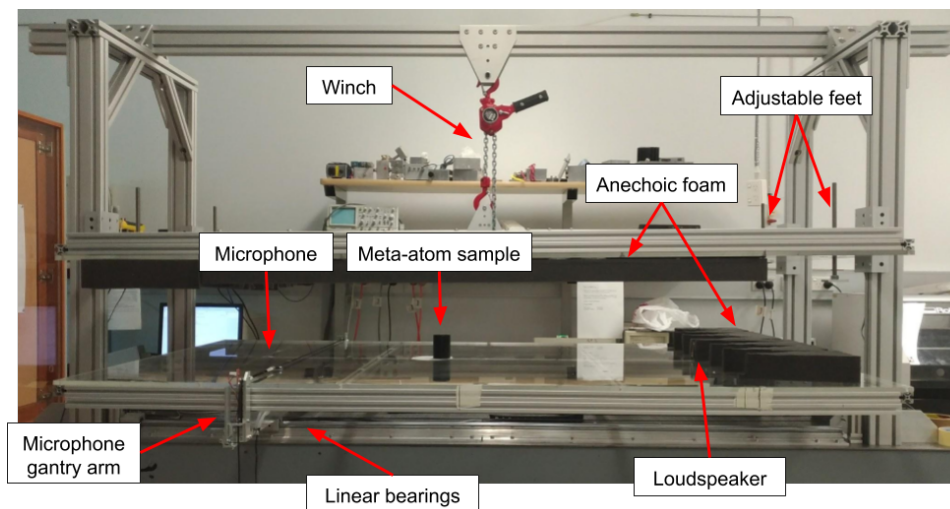 Winch
Adjustable feet
Anechoic foam
Microphone
Meta-atom sample
Microphone
gantry arm
Linear bearings
Loudspeaker